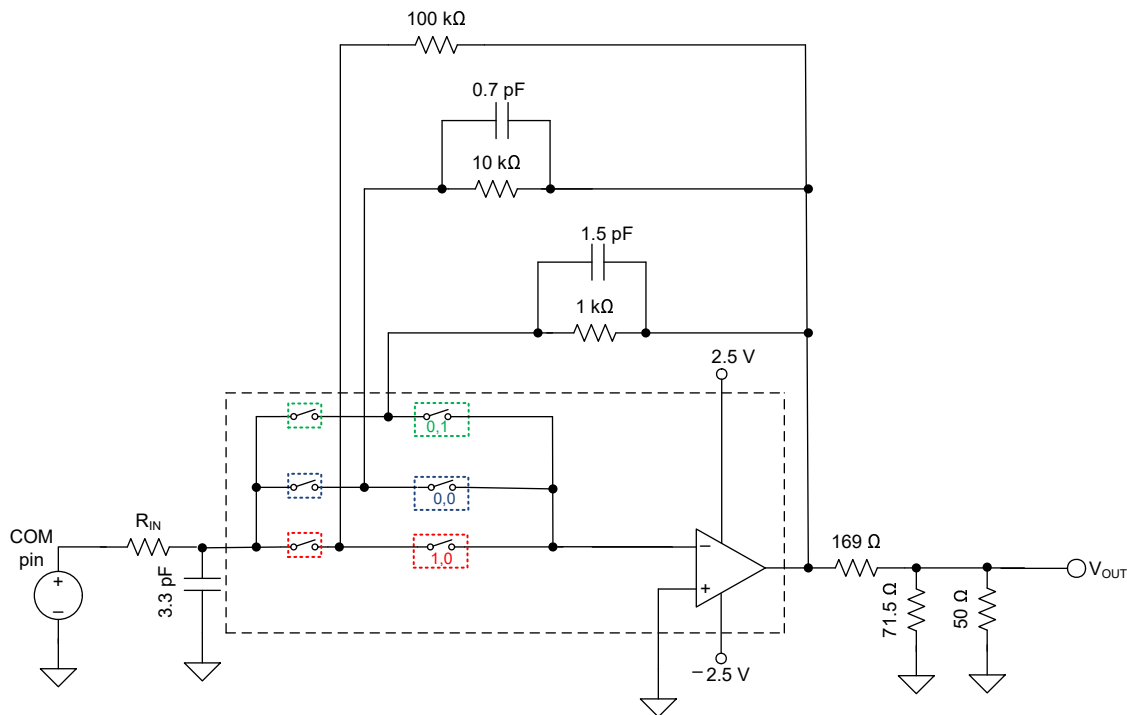 100 kΩ
0.7 pF
10 kΩ
1.5 pF
1 kΩ
2.5 V
0,1
0,0
COM
pin
+
−
R_IN
3.3 pF
1,0
−
+
−2.5 V
169 Ω
71.5 Ω
50 Ω
V_OUT